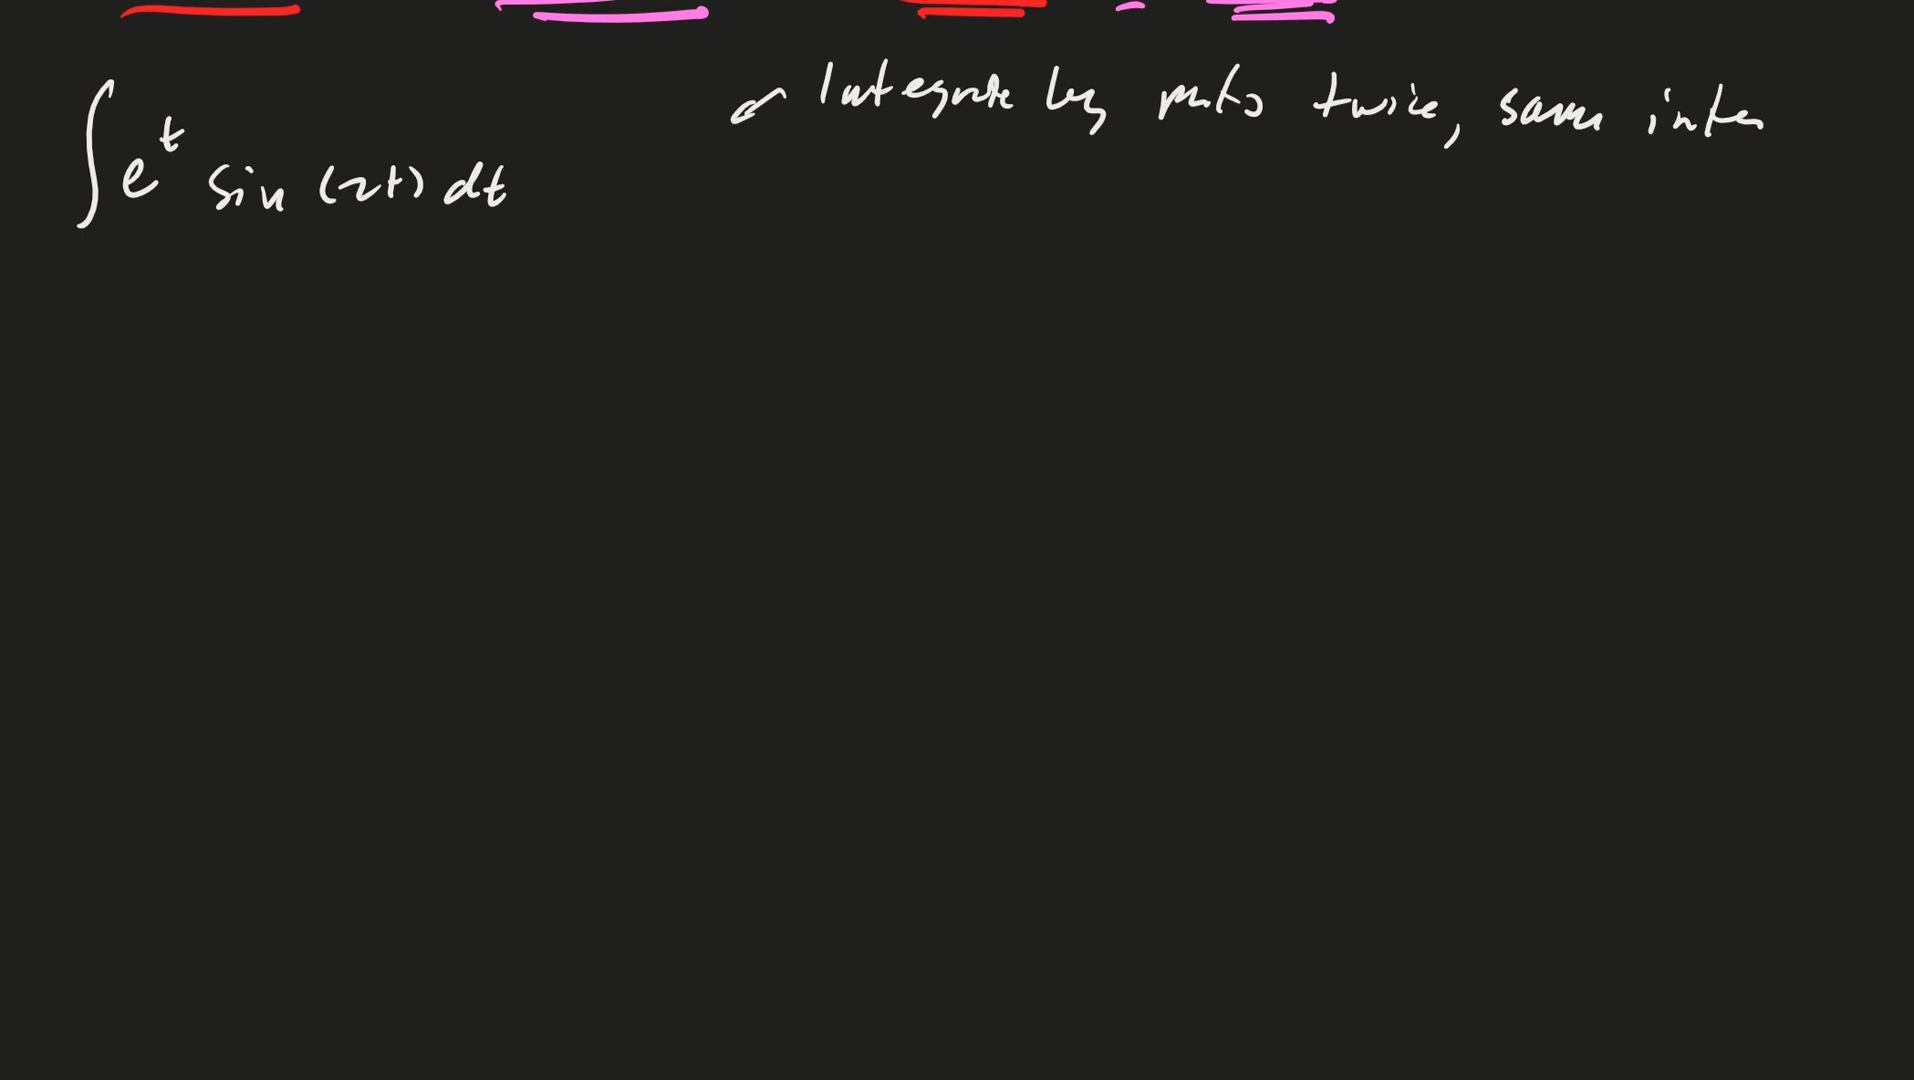 Integrate by parts twice, same inte
∫e^t sin(2t) dt